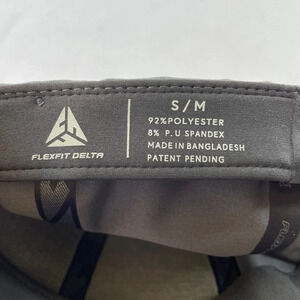 FLEXFIT DELTA
S/M
92%POLYESTER
8% P.U SPANDEX
MADE IN BANGLADESH
PATENT PENDING